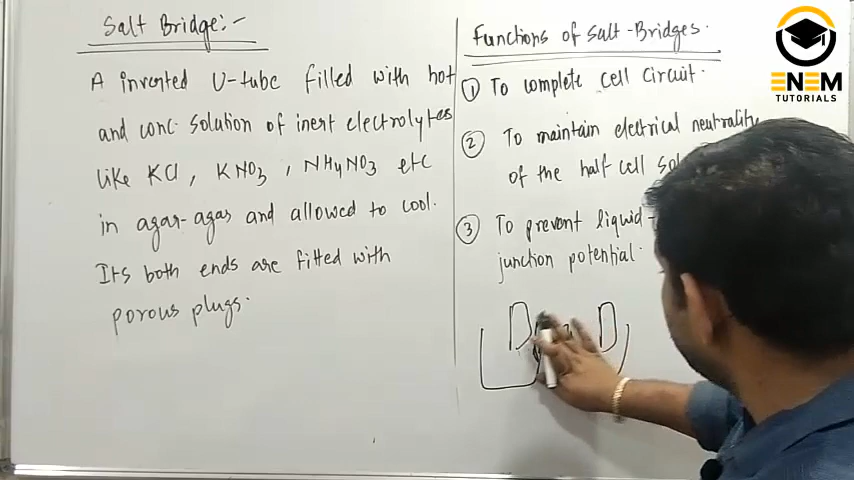 Salt Bridge:-
A inverted U-tube filled with hot
and conc. solution of inert electrolytes
like KCl, KNO3, NH4NO3 etc
in agar-agar and allowed to cool.
Its both ends are fitted with
porous plugs.
Functions of Salt-Bridges.
① To complete cell circuit.
② To maintain electrical neutrality
of the half cell
③ To prevent liquid-
junction potential.
ENEM
TUTORIALS